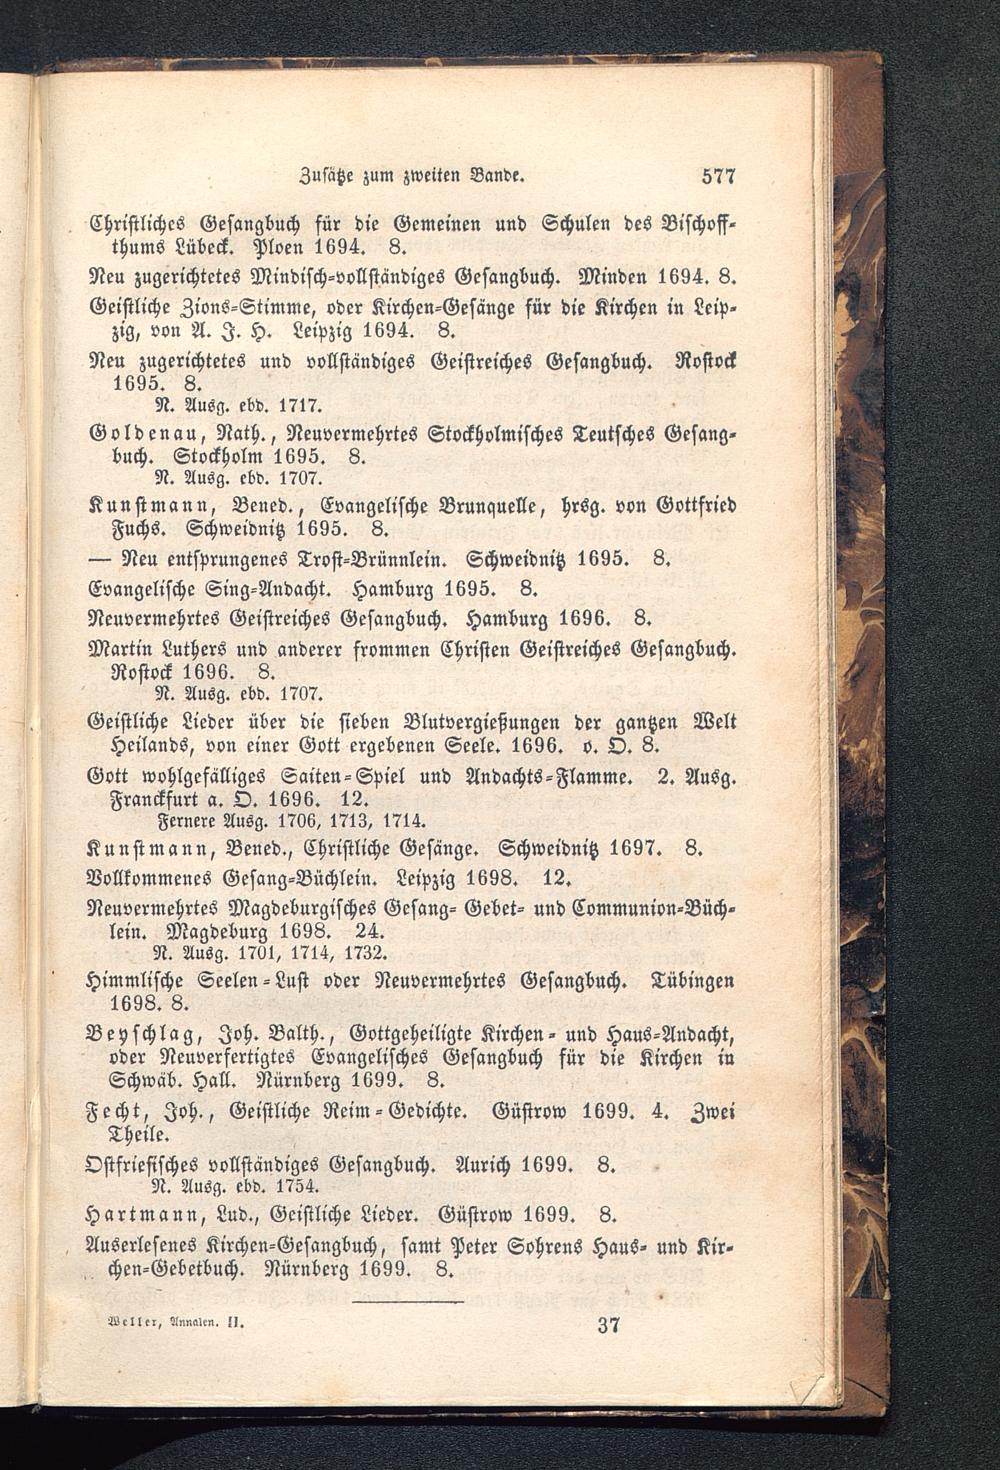 Zusätze zum zweiten Bande. 577
Christliches Gesangbuch für die Gemeinen und Schulen des Bischoff-
thums Lübeck. Ploen 1694. 8.
Neu zugerichtetes Mindisch-vollständiges Gesangbuch. Minden 1694. 8.
Geistliche Zions-Stimme, oder Kirchen-Gesänge für die Kirchen in Leip-
zig, von A. J. H. Leipzig 1694. 8.
Neu zugerichtetes und vollständiges Geistreiches Gesangbuch. Rostock
1695. 8.
N. Ausg. ebd. 1717.
Goldenau, Nath., Neuvermehrtes Stockholmisches Teutsches Gesang-
buch. Stockholm 1695. 8.
N. Ausg. ebd. 1707.
Kunstmann, Bened., Evangelische Brunquelle, hrsg. von Gottfried
Fuchs. Schweidnitz 1695. 8.
— Neu entsprungenes Trost-Brünnlein. Schweidnitz 1695. 8.
Evangelische Sing-Andacht. Hamburg 1695. 8.
Neuvermehrtes Geistreiches Gesangbuch. Hamburg 1696. 8.
Martin Luthers und anderer frommen Christen Geistreiches Gesangbuch.
Rostock 1696. 8.
N. Ausg. ebd. 1707.
Geistliche Lieder über die sieben Blutvergießungen der gantzen Welt
Heilands, von einer Gott ergebenen Seele. 1696. o. O. 8.
Gott wohlgefälliges Saiten-Spiel und Andachts-Flamme. 2. Ausg.
Franckfurt a. O. 1696. 12.
Fernere Ausg. 1706, 1713, 1714.
Kunstmann, Bened., Christliche Gesänge. Schweidnitz 1697. 8.
Vollkommenes Gesang-Büchlein. Leipzig 1698. 12.
Neuvermehrtes Magdeburgisches Gesang- Gebet- und Communion-Büch-
lein. Magdeburg 1698. 24.
N. Ausg. 1701, 1714, 1732.
Himmlische Seelen-Lust oder Neuvermehrtes Gesangbuch. Tübingen
1698. 8.
Beyschlag, Joh. Balth., Gottgeheiligte Kirchen- und Haus-Andacht,
oder Neuverfertigtes Evangelisches Gesangbuch für die Kirchen in
Schwäb. Hall. Nürnberg 1699. 8.
Fecht, Joh., Geistliche Reim-Gedichte. Güstrow 1699. 4. Zwei
Theile.
Ostfriesisches vollständiges Gesangbuch. Aurich 1699. 8.
N. Ausg. ebd. 1754.
Hartmann, Lud., Geistliche Lieder. Güstrow 1699. 8.
Auserlesenes Kirchen-Gesangbuch, samt Peter Sohrens Haus- und Kir-
chen-Gebetbuch. Nürnberg 1699. 8.
Weller, Annalen. II. 37